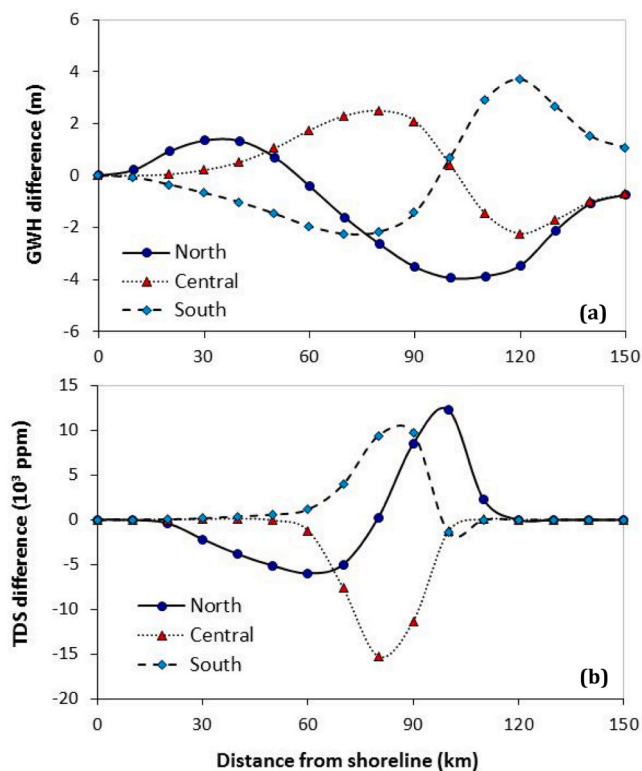 6
4
2
0
-2
-4
-6
GWH difference (m)
North
Central
South
(a)
0 30 60 90 120 150
15
10
5
0
-5
-10
-15
-20
TDS difference (10³ ppm)
North
Central
South
(b)
0 30 60 90 120 150
Distance from shoreline (km)